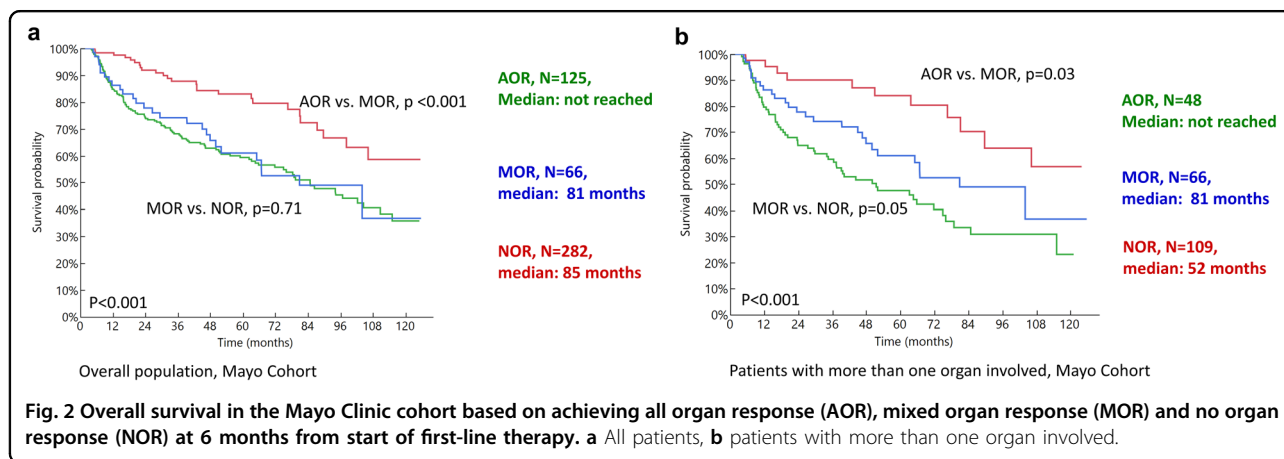 a
100%
90%
80%
70%
60%
50%
40%
30%
20%
10%
0%
Survival probability
AOR vs. MOR, p <0.001
MOR vs. NOR, p=0.71
P<0.001
0 12 24 36 48 60 72 84 96 108 120
Time (months)
AOR, N=125,
Median: not reached
MOR, N=66,
median: 81 months
NOR, N=282,
median: 85 months
Overall population, Mayo Cohort
b
100%
90%
80%
70%
60%
50%
40%
30%
20%
10%
0%
Survival probability
AOR vs. MOR, p=0.03
MOR vs. NOR, p=0.05
P<0.001
0 12 24 36 48 60 72 84 96 108 120
Time (months)
AOR, N=48
Median: not reached
MOR, N=66,
median: 81 months
NOR, N=109,
median: 52 months
Patients with more than one organ involved, Mayo Cohort
Fig. 2 Overall survival in the Mayo Clinic cohort based on achieving all organ response (AOR), mixed organ response (MOR) and no organ
response (NOR) at 6 months from start of first-line therapy. a All patients, b patients with more than one organ involved.